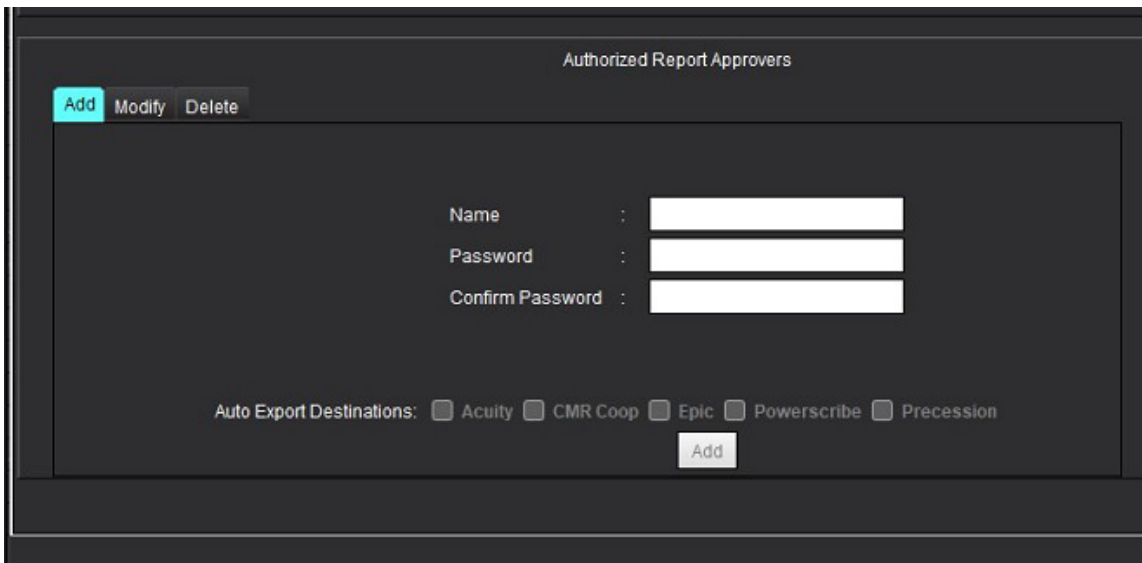 Authorized Report Approvers
Add Modify Delete
Name :
Password :
Confirm Password :
Auto Export Destinations: Acuity CMR Coop Epic Powerscribe Precession
Add